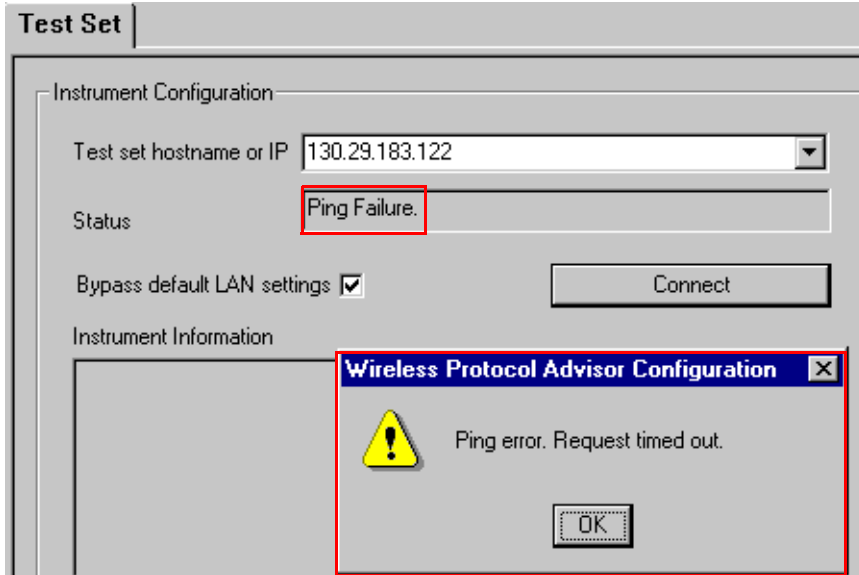 Test Set
Instrument Configuration
Test set hostname or IP 130.29.183.122
Status Ping Failure.
Bypass default LAN settings Connect
Instrument Information
Wireless Protocol Advisor Configuration
Ping error. Request timed out.
OK